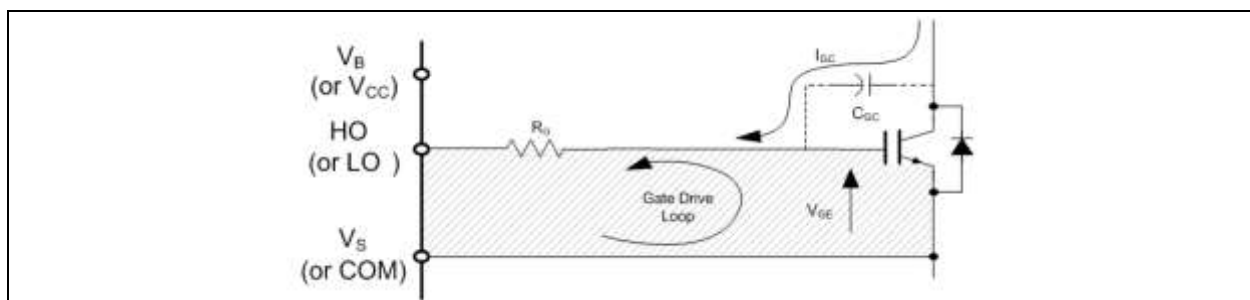 V_B
(or V_CC)
I_GC
C_GC
HO
(or LO )
R_G
Gate Drive
Loop
V_GE
V_S
(or COM)